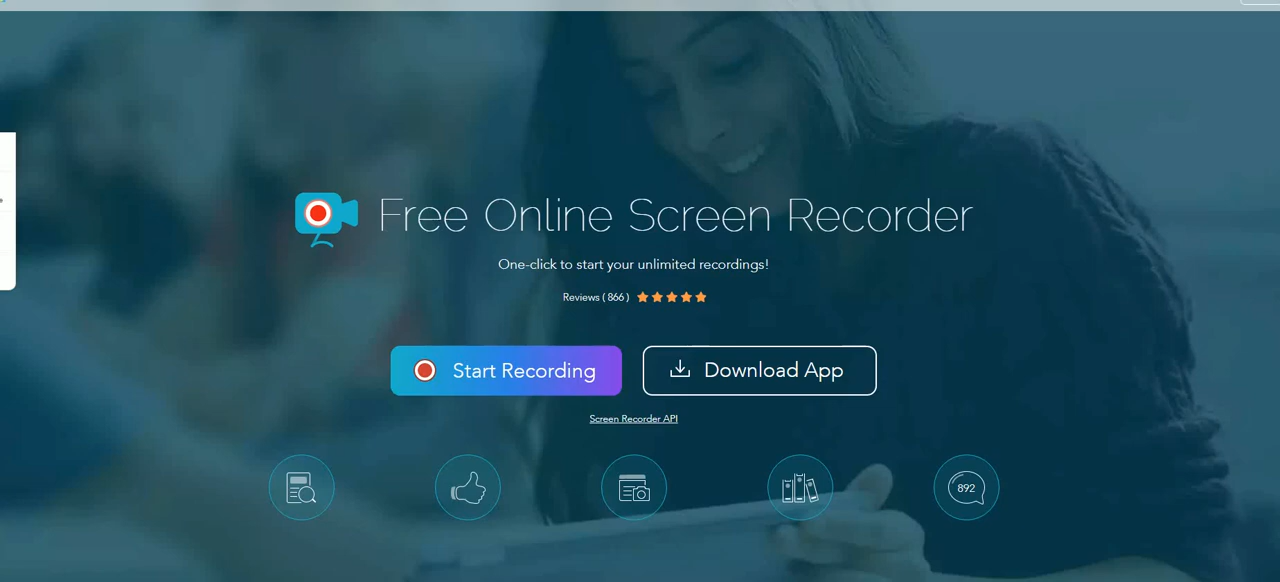 Free Online Screen Recorder
One-click to start your unlimited recordings!
Reviews ( 866 )
Start Recording
Download App
Screen Recorder API
892